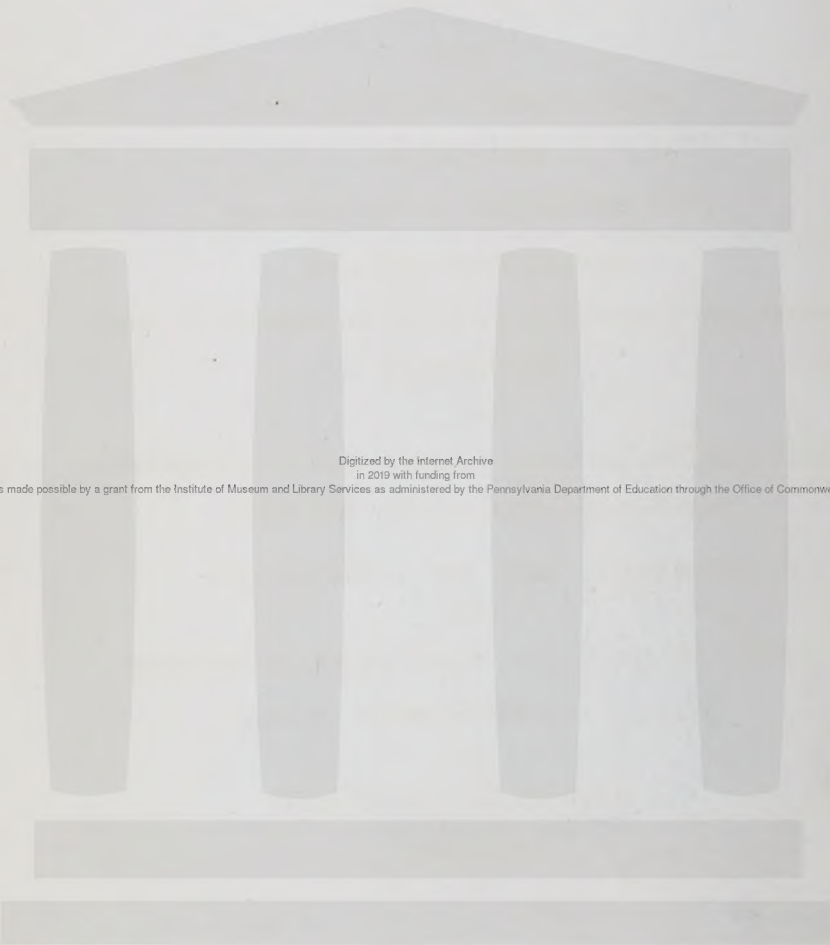 Digitized by the Internet Archive
in 2019 with funding from
made possible by a grant from the Institute of Museum and Library Services as administered by the Pennsylvania Department of Education through the Office of